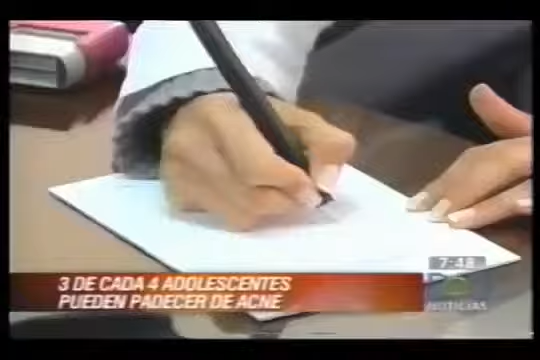 3 DE CADA 4 ADOLESCENTES
PUEDEN PADECER DE ACNE
7:48
NOTICIAS